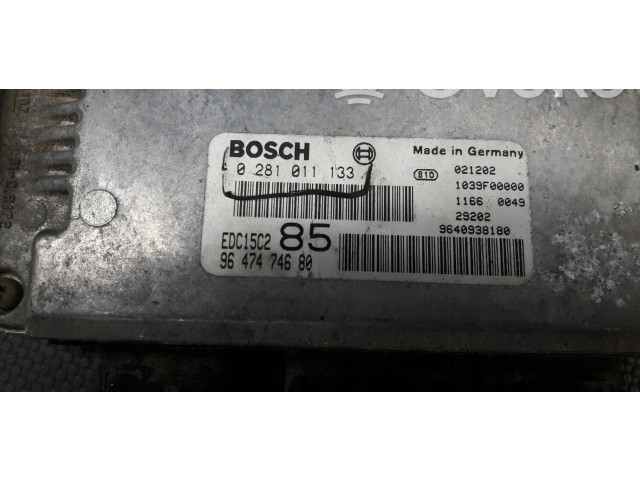 BOSCH
Made in Germany
0 281 011 133
810 021202
1039F00000
1166 0049
29202
9640938180
EDC15C2 85
96 474 746 80